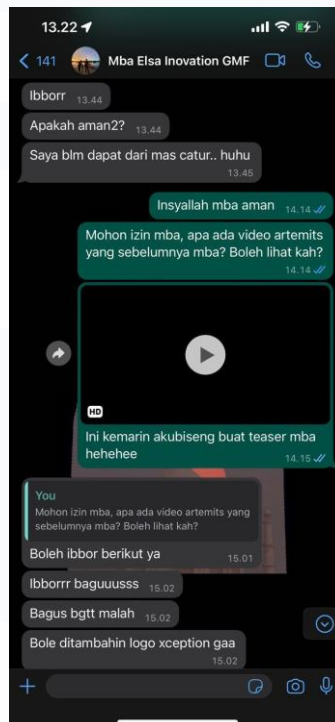 13.22
141
Mba Elsa Inovation GMF
Ibborr 13.44
Apakah aman2? 13.44
Saya blm dapat dari mas catur.. huhu
13.45
Insyallah mba aman 14.14
Mohon izin mba, apa ada video artemits
yang sebelumnya mba? Boleh lihat kah?
14.14
HD
Ini kemarin akubiseng buat teaser mba
hehehee 14.15
You
Mohon izin mba, apa ada video artemits yang
sebelumnya mba? Boleh lihat kah?
Boleh ibbor berikut ya 15.01
Ibborrr baguuusss 15.02
Bagus bgtt malah 15.02
Bole ditambahin logo xception gaa
15.02